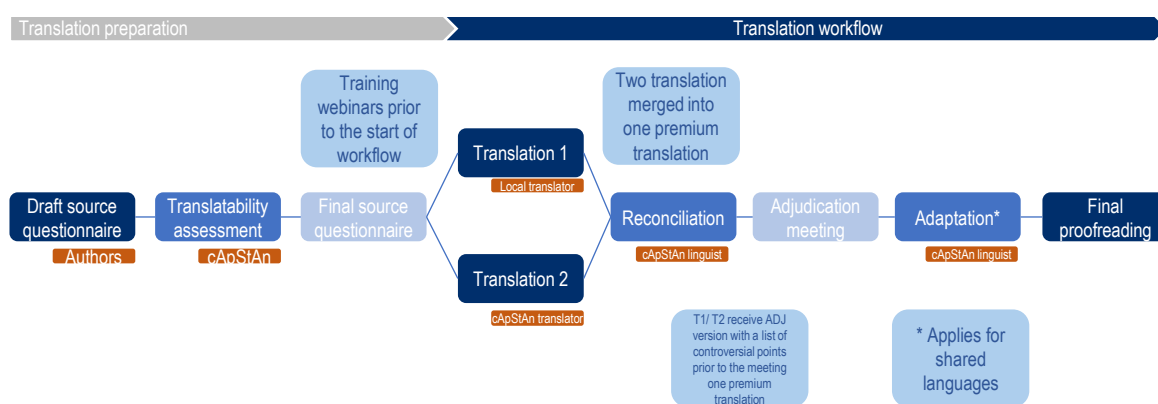 Translation preparation
Translation workflow
Training
webinars prior
to the start of
workflow
Two translation
merged into
one premium
translation
Translation 1
Local translator
Draft source
questionnaire
Authors
Translatability
assessment
cApStAn
Final source
questionnaire
Reconciliation
cApStAn linguist
Adjudication
meeting
Adaptation*
cApStAn linguist
Final
proofreading
Translation 2
cApStAn translator
T1/ T2 receive ADJ
version with a list of
controversial points
prior to the meeting
one premium
translation
* Applies for
shared
languages